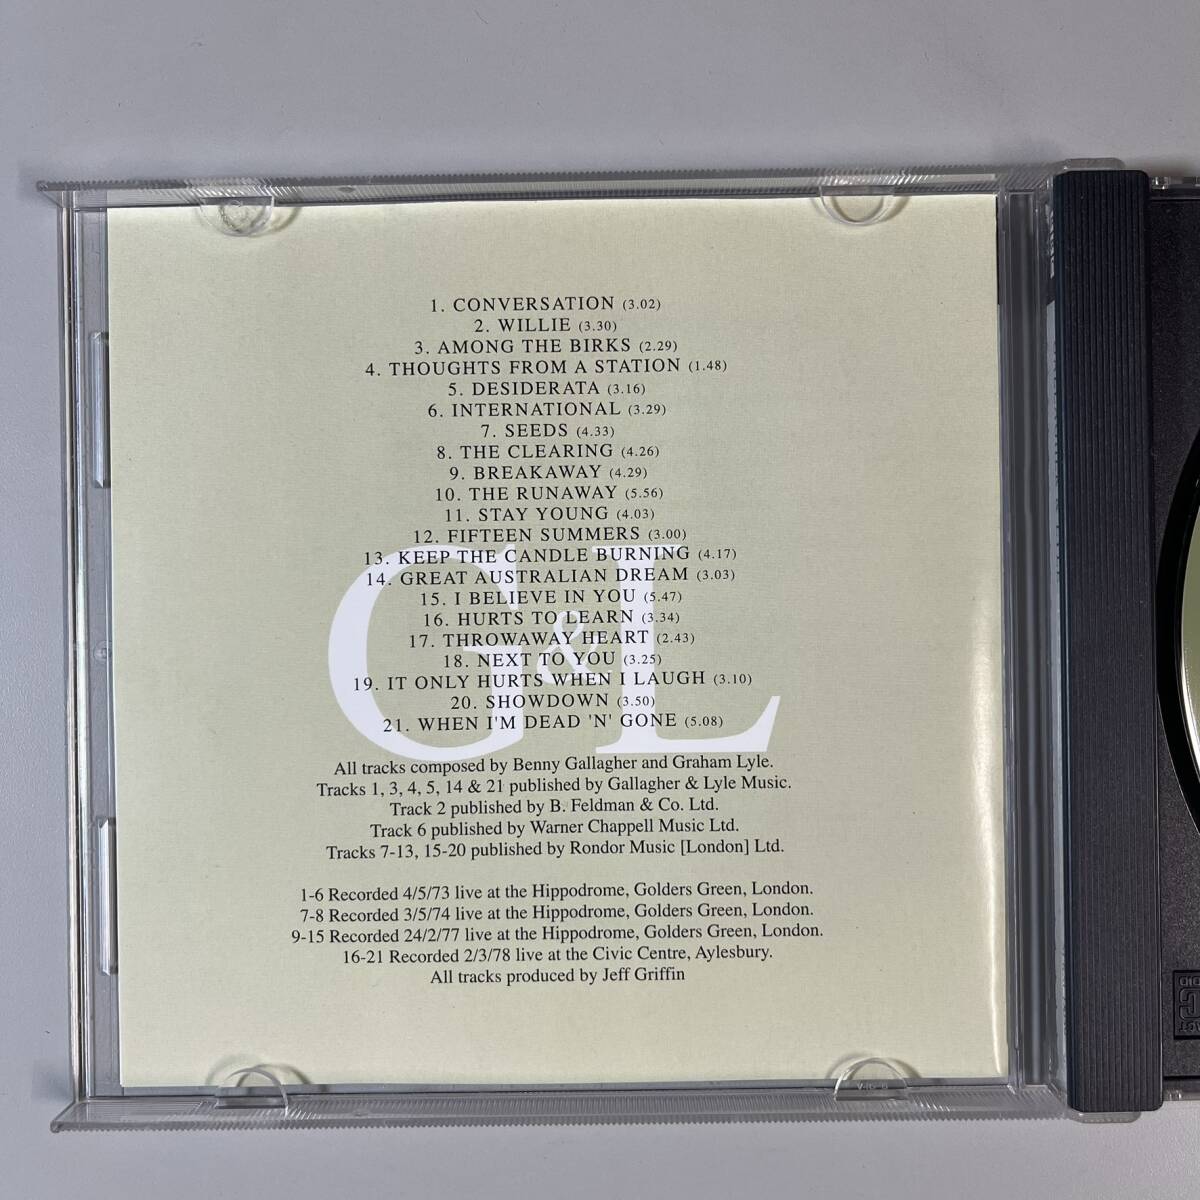 1. CONVERSATION (3.02)
2. WILLIE (3.30)
3. AMONG THE BIRKS (2.29)
4. THOUGHTS FROM A STATION (1.48)
5. DESIDERATA (3.16)
6. INTERNATIONAL (3.29)
7. SEEDS (4.33)
8. THE CLEARING (4.26)
9. BREAKAWAY (4.29)
10. THE RUNAWAY (5.56)
11. STAY YOUNG (4.03)
12. FIFTEEN SUMMERS (3.00)
13. KEEP THE CANDLE BURNING (4.17)
14. GREAT AUSTRALIAN DREAM (3.03)
15. I BELIEVE IN YOU (5.47)
16. HURTS TO LEARN (3.34)
17. THROWAWAY HEART (2.43)
18. NEXT TO YOU (3.25)
19. IT ONLY HURTS WHEN I LAUGH (3.10)
20. SHOWDOWN (3.50)
21. WHEN I'M DEAD 'N' GONE (5.08)
G&L
All tracks composed by Benny Gallagher and Graham Lyle.
Tracks 1, 3, 4, 5, 14 & 21 published by Gallagher & Lyle Music.
Track 2 published by B. Feldman & Co. Ltd.
Track 6 published by Warner Chappell Music Ltd.
Tracks 7-13, 15-20 published by Rondor Music [London] Ltd.
1-6 Recorded 4/5/73 live at the Hippodrome, Golders Green, London.
7-8 Recorded 3/5/74 live at the Hippodrome, Golders Green, London.
9-15 Recorded 24/2/77 live at the Hippodrome, Golders Green, London.
16-21 Recorded 2/3/78 live at the Civic Centre, Aylesbury.
All tracks produced by Jeff Griffin